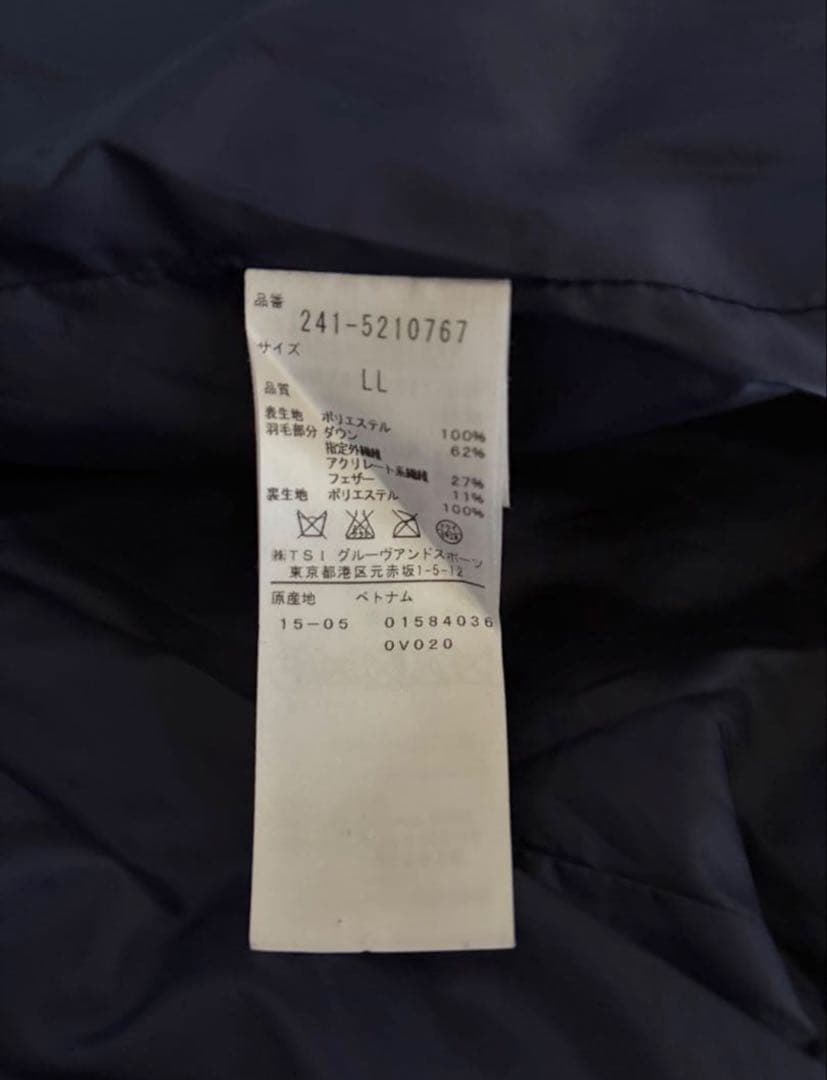 品番
241-5210767
サイズ
LL
品質
表生地 ポリエステル 100%
羽毛部分 ダウン 62%
指定外繊維
アクリレート系繊維 27%
フェザー 11%
裏生地 ポリエステル 100%
㈱TSI グルーヴアンドスポーツ
東京都港区元赤坂1-5-12
原産地 ベトナム
15-05 01584036
0V020